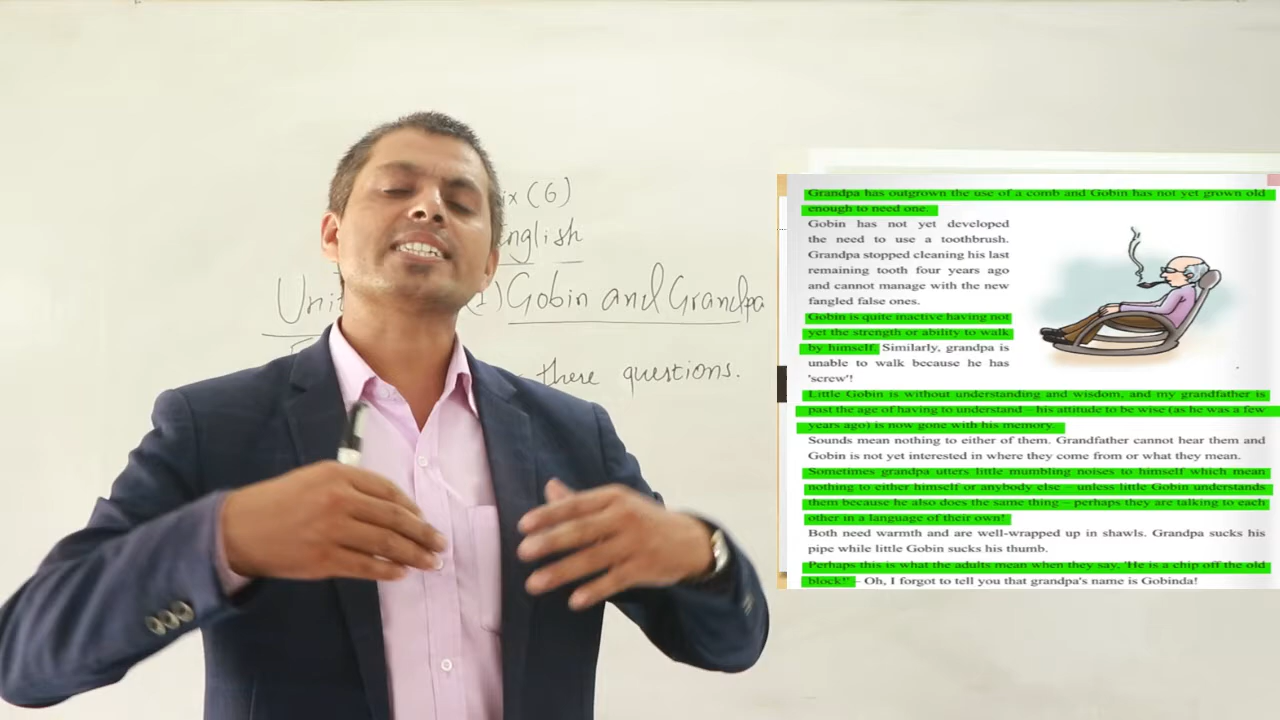 ix (6)
nglish
Uni 1) Gobin and Grandpa
these questions.
Grandpa has outgrown the use of a comb and Gobin has not yet grown old
enough to need one.
Gobin has not yet developed
the need to use a toothbrush.
Grandpa stopped cleaning his last
remaining tooth four years ago
and cannot manage with the new
fangled false ones.
Gobin is quite inactive having not
yet the strength or ability to walk
by himself. Similarly, grandpa is
unable to walk because he has
'screw'!
Little Gobin is without understanding and wisdom, and my grandfather is
past the age of having to understand – his attitude to be wise (as he was a few
years ago) is now gone with his memory.
Sounds mean nothing to either of them. Grandfather cannot hear them and
Gobin is not yet interested in where they come from or what they mean.
Sometimes grandpa utters little mumbling noises to himself which mean
nothing to either himself or anybody else – unless little Gobin understands
them because he also does the same thing – perhaps they are talking to each
other in a language of their own!
Both need warmth and are well-wrapped up in shawls. Grandpa sucks his
pipe while little Gobin sucks his thumb.
Perhaps this is what the adults mean when they say, 'He is a chip off the old
block!' – Oh, I forgot to tell you that grandpa's name is Gobinda!